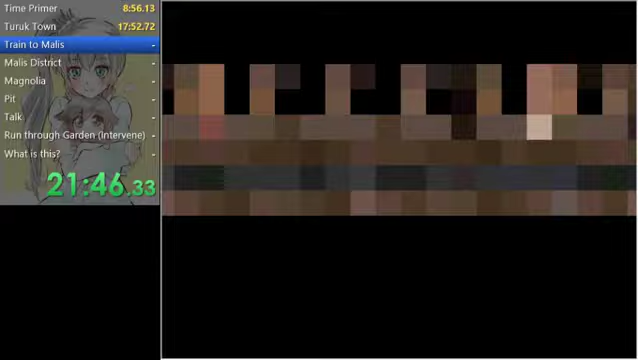 Time Primer 8:56.13
Turuk Town 17:52.72
Train to Malis -
Malis District -
Magnolia -
Pit -
Talk -
Run through Garden (Intervene) -
What is this? -
21:46.33